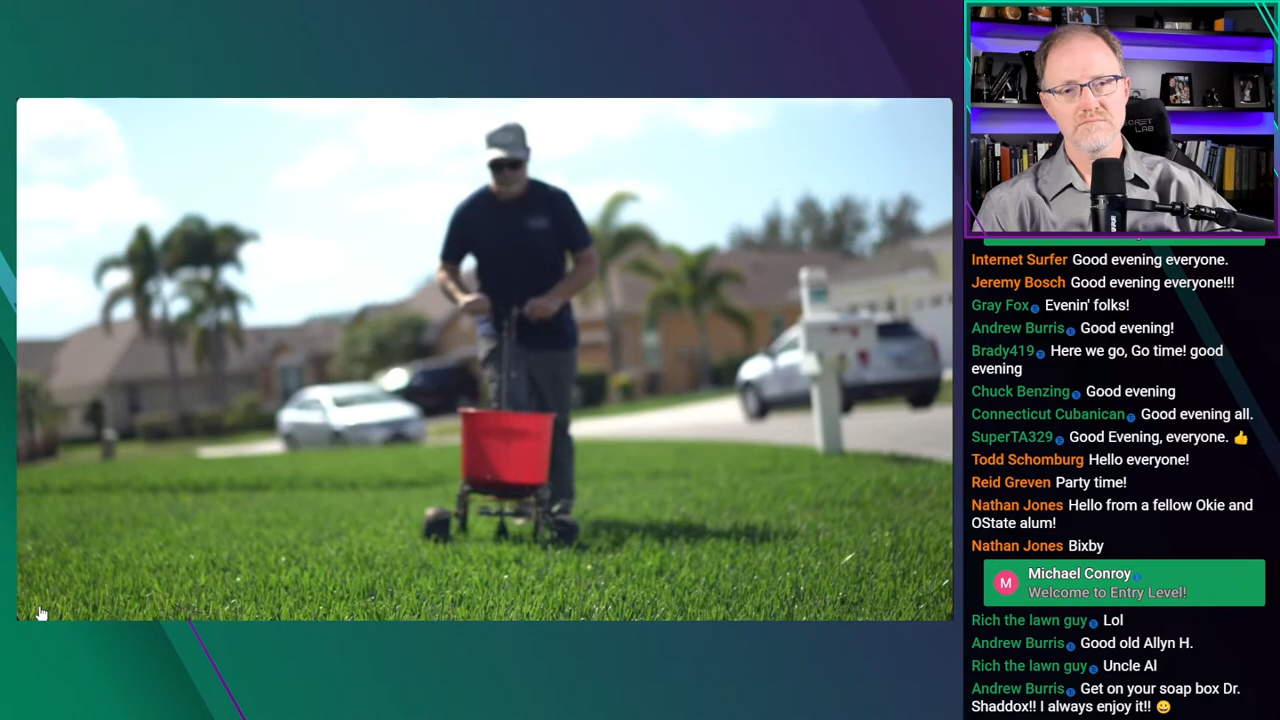 CRET
LAB
Internet Surfer Good evening everyone.
Jeremy Bosch Good evening everyone!!!
Gray Fox Evenin' folks!
Andrew Burris Good evening!
Brady419 Here we go, Go time! good
evening
Chuck Benzing Good evening
Connecticut Cubanican Good evening all.
SuperTA329 Good Evening, everyone. 👍
Todd Schomburg Hello everyone!
Reid Greven Party time!
Nathan Jones Hello from a fellow Okie and
OState alum!
Nathan Jones Bixby
M
Michael Conroy
Welcome to Entry Level!
Rich the lawn guy Lol
Andrew Burris Good old Allyn H.
Rich the lawn guy Uncle Al
Andrew Burris Get on your soap box Dr.
Shaddox!! I always enjoy it!! 😀